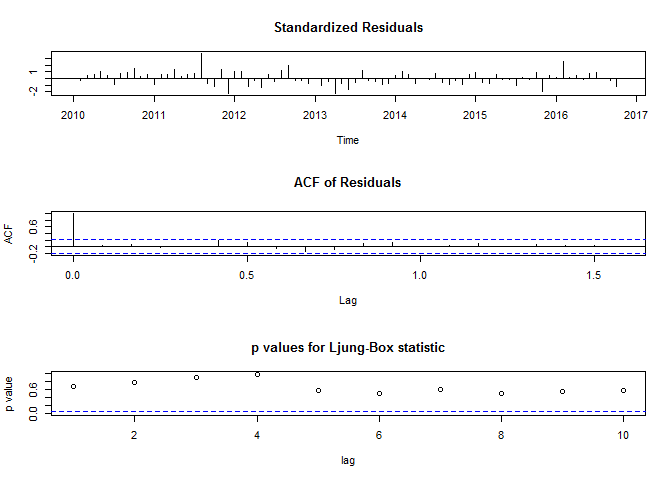 Standardized Residuals
1
-2
2010 2011 2012 2013 2014 2015 2016 2017
Time
ACF of Residuals
ACF
0.6
-0.2
0.0 0.5 1.0 1.5
Lag
p values for Ljung-Box statistic
p value
0.6
0.0
2 4 6 8 10
lag